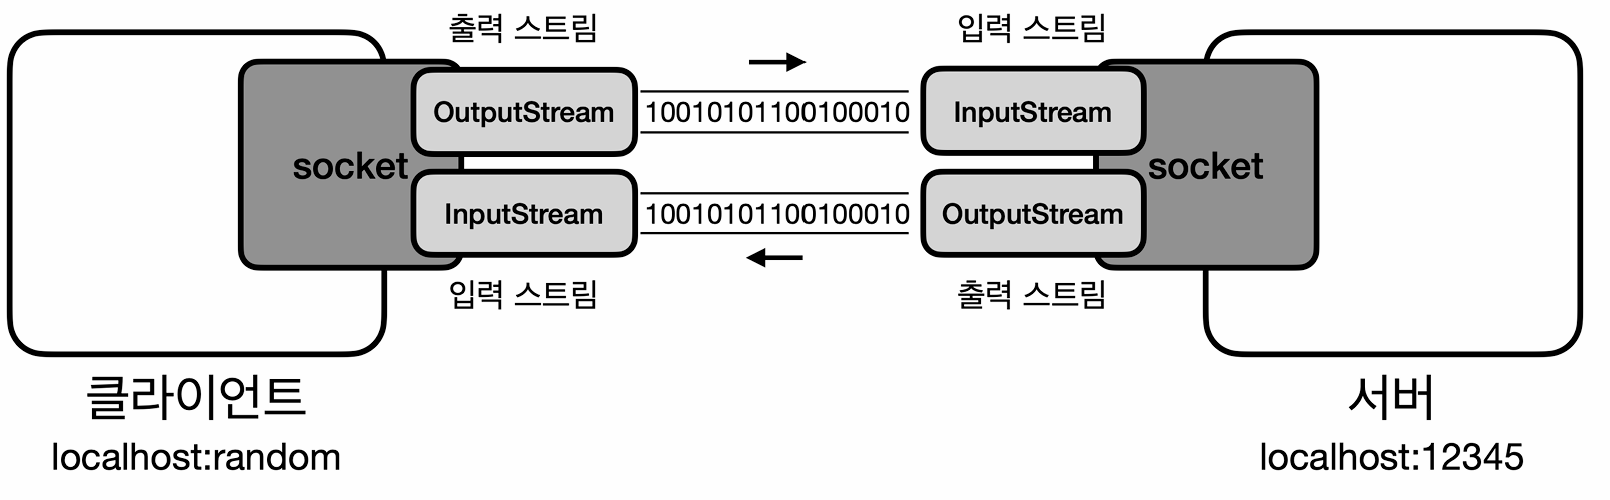 출력 스트림
입력 스트림
OutputStream
10010101100100010
InputStream
socket
socket
InputStream
10010101100100010
OutputStream
입력 스트림
출력 스트림
클라이언트
서버
localhost:random
localhost:12345